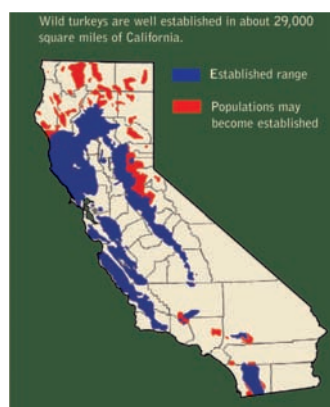 Wild turkeys are well established in about 29,000
square miles of California.
Established range
Populations may
become established